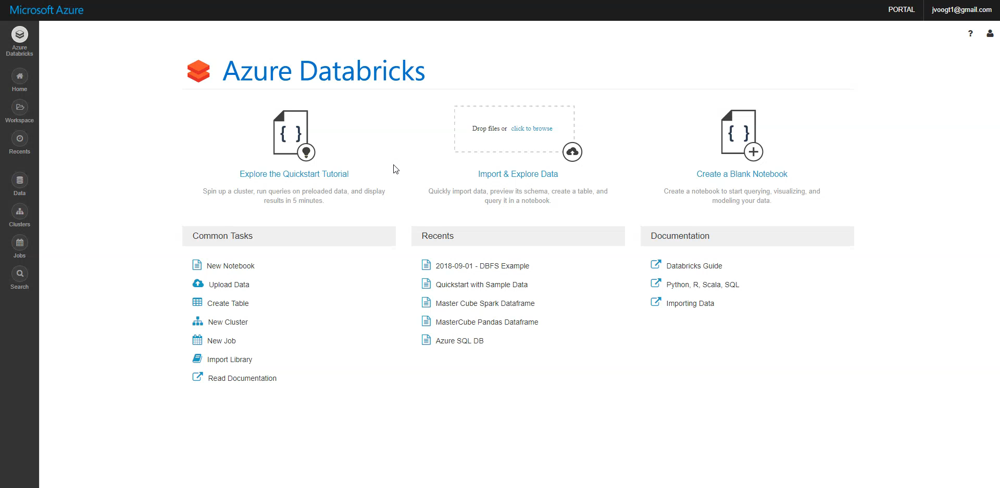 Microsoft Azure
PORTAL
jvoogt1@gmail.com
?
Azure
Databricks
Home
Workspace
Recents
Data
Clusters
Jobs
Search
Azure Databricks
{ }
Drop files or click to browse
{ }
Explore the Quickstart Tutorial
Spin up a cluster, run queries on preloaded data, and display
results in 5 minutes.
Import & Explore Data
Quickly import data, preview its schema, create a table, and
query it in a notebook.
Create a Blank Notebook
Create a notebook to start querying, visualizing, and
modeling your data.
Common Tasks
New Notebook
Upload Data
Create Table
New Cluster
New Job
Import Library
Read Documentation
Recents
2018-09-01 - DBFS Example
Quickstart with Sample Data
Master Cube Spark Dataframe
MasterCube Pandas Dataframe
Azure SQL DB
Documentation
Databricks Guide
Python, R, Scala, SQL
Importing Data